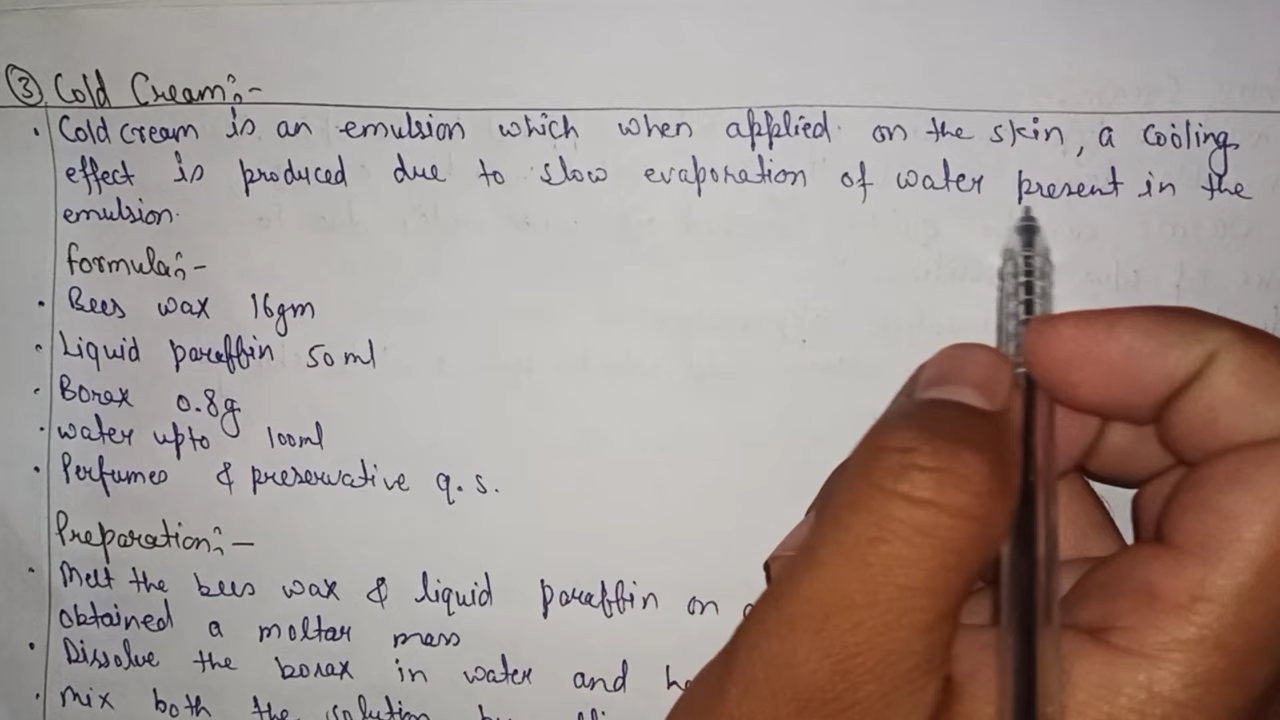 ③ Cold Cream:-
• Cold cream is an emulsion which when applied on the skin, a cooling
effect is produced due to slow evaporation of water present in the
emulsion.
formula:-
• Bees wax 16gm
• Liquid paraffin 50 ml
• Borax 0.8g
• water upto 100ml
• Perfumes & preservative q.s.
Preparation:-
• Melt the bees wax & liquid paraffin on
obtained a moltar mass
• Dissolve the borax in water and
• Mix both the solution